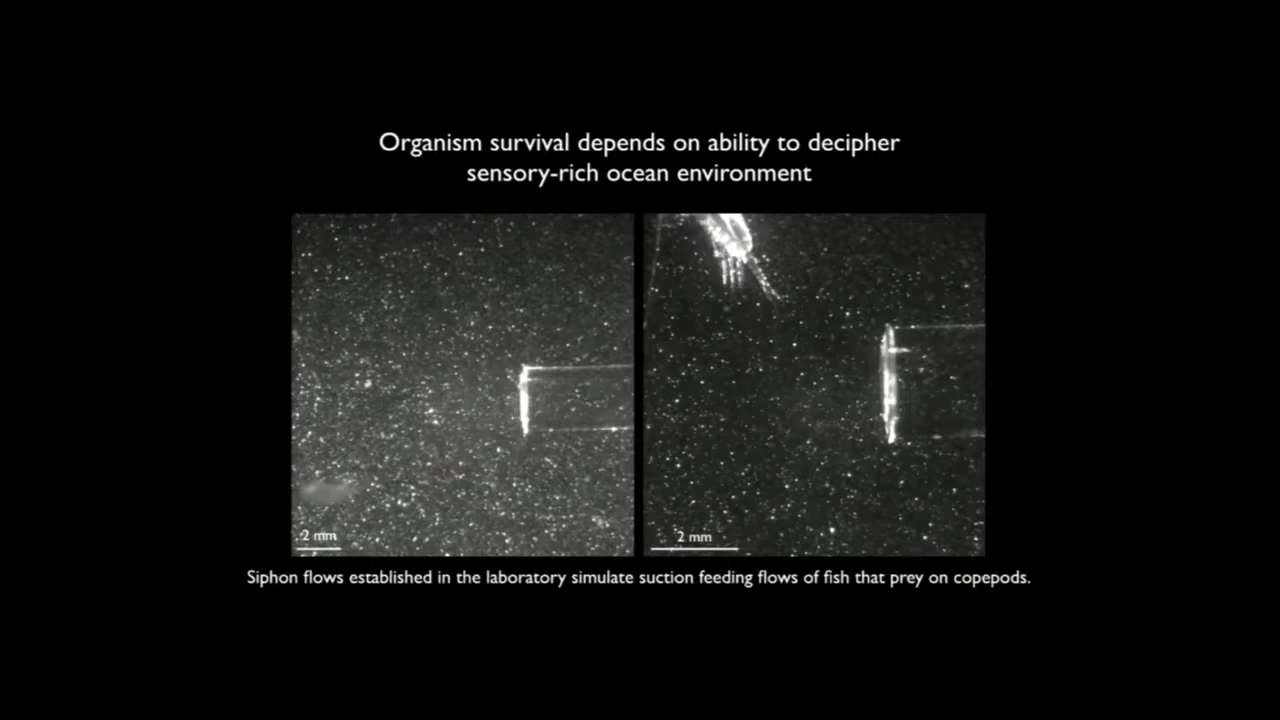 Organism survival depends on ability to decipher
sensory-rich ocean environment
2 mm
2 mm
Siphon flows established in the laboratory simulate suction feeding flows of fish that prey on copepods.